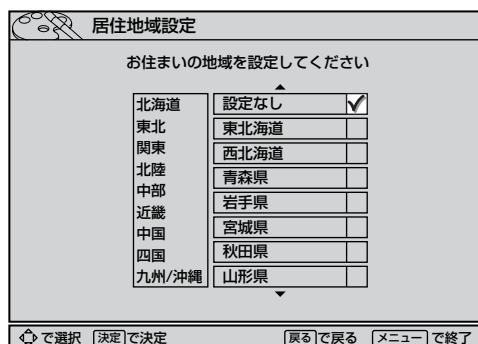 居住地域設定
お住まいの地域を設定してください
北海道
東北
関東
北陸
中部
近畿
中国
四国
九州/沖縄
設定なし
東北海道
西北海道
青森県
岩手県
宮城県
秋田県
山形県
で選択 決定で決定 戻るで戻る メニューで終了